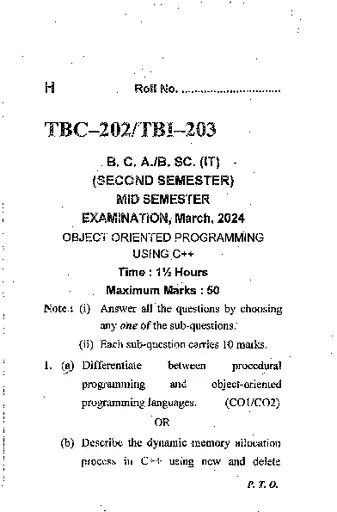 H Roll No. ..............................
TBC–202/TBI–203
B. C. A./B. SC. (IT)
(SECOND SEMESTER)
MID SEMESTER
EXAMINATION, March, 2024
OBJECT ORIENTED PROGRAMMING
USING C++
Time : 1½ Hours
Maximum Marks : 50
Note : (i) Answer all the questions by choosing
any one of the sub-questions.
(ii) Each sub-question carries 10 marks.
1. (a) Differentiate between procedural
programming and object-oriented
programming languages. (CO1/CO2)
OR
(b) Describe the dynamic memory allocation
process in C++ using new and delete
P. T. O.